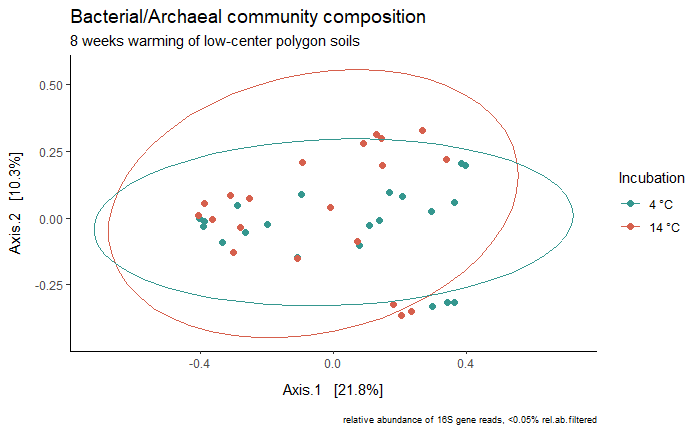 Bacterial/Archaeal community composition
8 weeks warming of low-center polygon soils
0.50
0.25
0.00
-0.25
Axis.2 [10.3%]
-0.4
0.0
0.4
Axis.1 [21.8%]
Incubation
4 °C
14 °C
relative abundance of 16S gene reads, <0.05% rel.ab.filtered